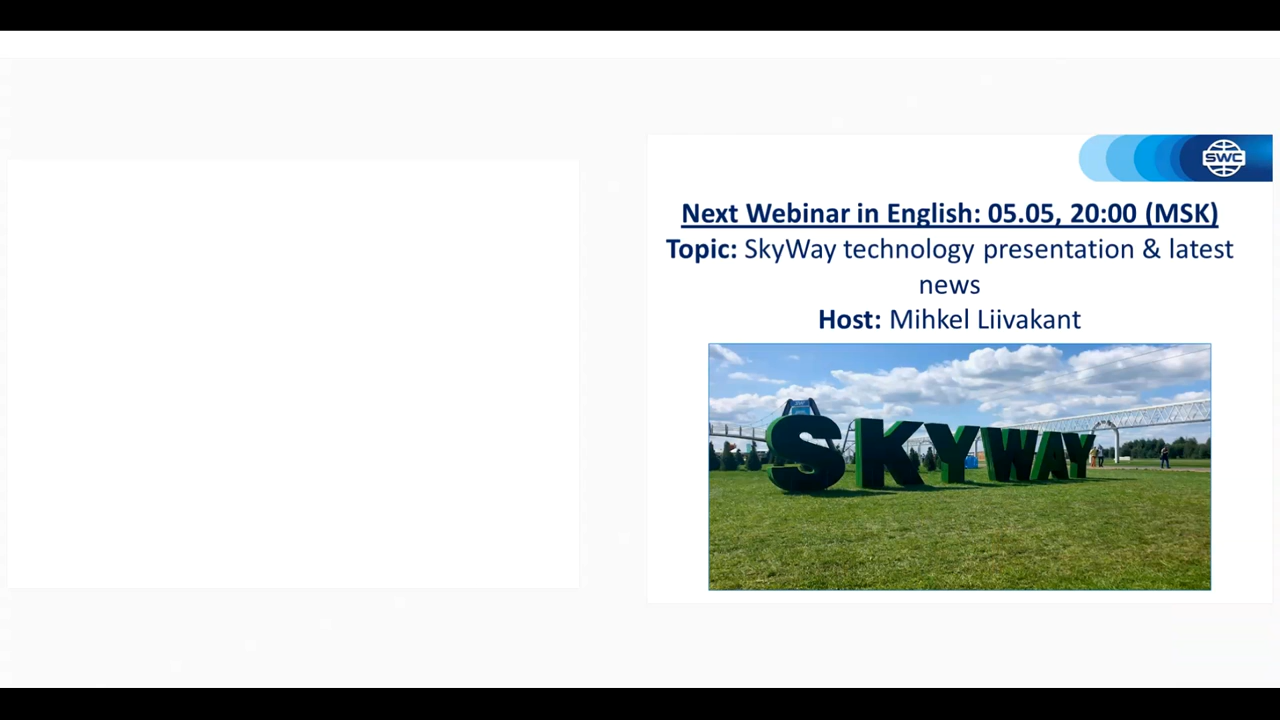 SWC
Next Webinar in English: 05.05, 20:00 (MSK)
Topic: SkyWay technology presentation & latest
news
Host: Mihkel Liivakant
SKYWAY